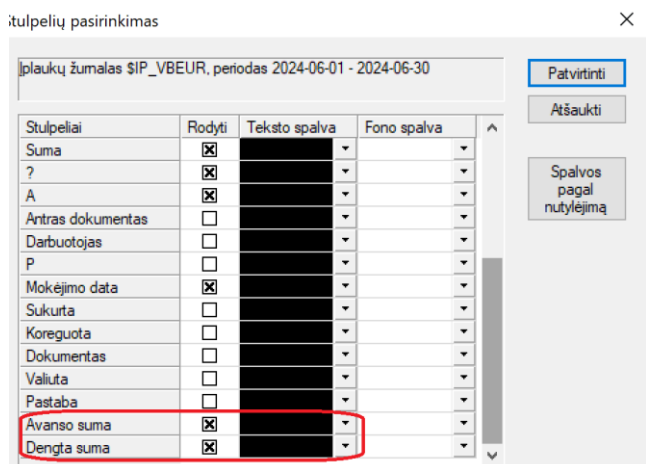 Stulpelių pasirinkimas
Įplaukų žurnalas $IP_VBEUR, periodas 2024-06-01 - 2024-06-30
Patvirtinti
Atšaukti
Spalvos
pagal
nutylėjimą
Stulpeliai Rodyti Teksto spalva Fono spalva
Suma
?
A
Antras dokumentas
Darbuotojas
P
Mokėjimo data
Sukurta
Koreguota
Dokumentas
Valiuta
Pastaba
Avanso suma
Dengta suma